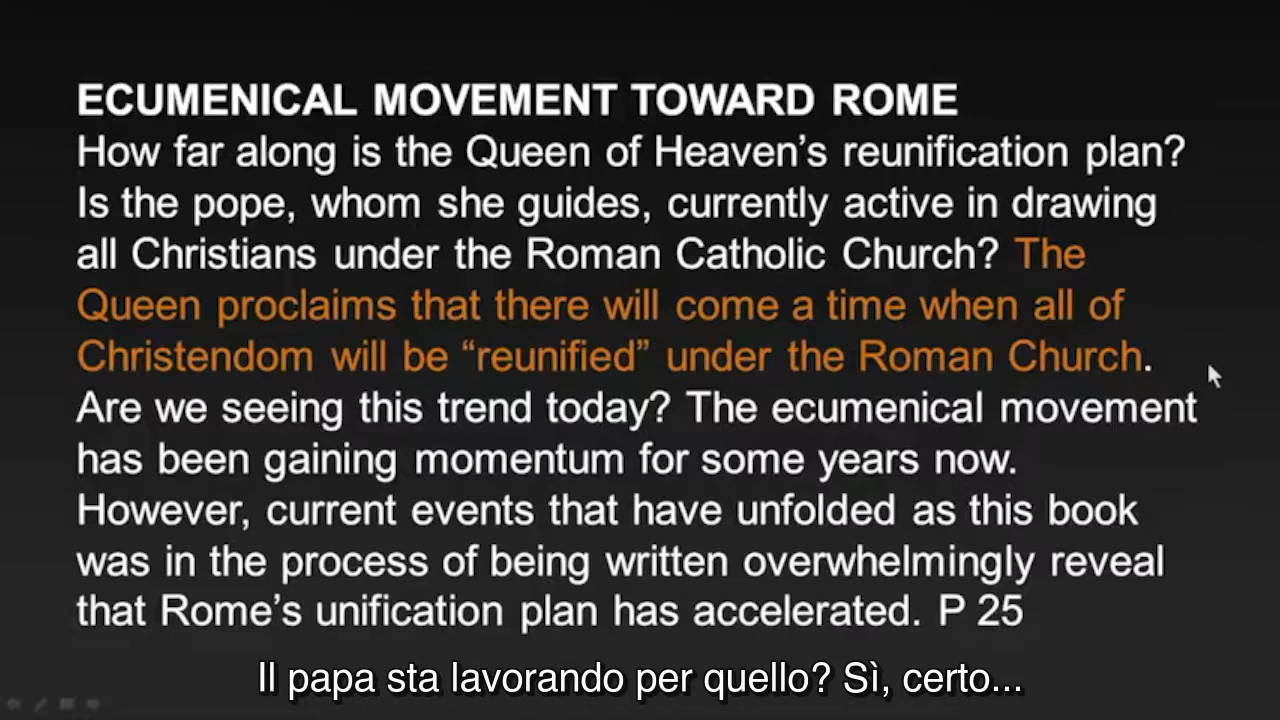 ECUMENICAL MOVEMENT TOWARD ROME
How far along is the Queen of Heaven’s reunification plan?
Is the pope, whom she guides, currently active in drawing
all Christians under the Roman Catholic Church? The
Queen proclaims that there will come a time when all of
Christendom will be “reunified” under the Roman Church.
Are we seeing this trend today? The ecumenical movement
has been gaining momentum for some years now.
However, current events that have unfolded as this book
was in the process of being written overwhelmingly reveal
that Rome’s unification plan has accelerated. P 25
Il papa sta lavorando per quello? Sì, certo...